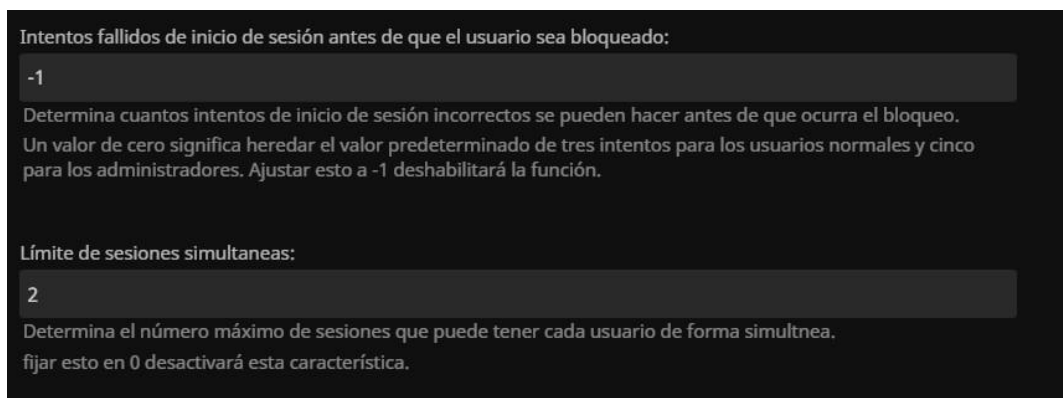 Intentos fallidos de inicio de sesión antes de que el usuario sea bloqueado:
-1
Determina cuantos intentos de inicio de sesión incorrectos se pueden hacer antes de que ocurra el bloqueo.
Un valor de cero significa heredar el valor predeterminado de tres intentos para los usuarios normales y cinco
para los administradores. Ajustar esto a -1 deshabilitará la función.
Límite de sesiones simultaneas:
2
Determina el número máximo de sesiones que puede tener cada usuario de forma simultnea.
fijar esto en 0 desactivará esta característica.